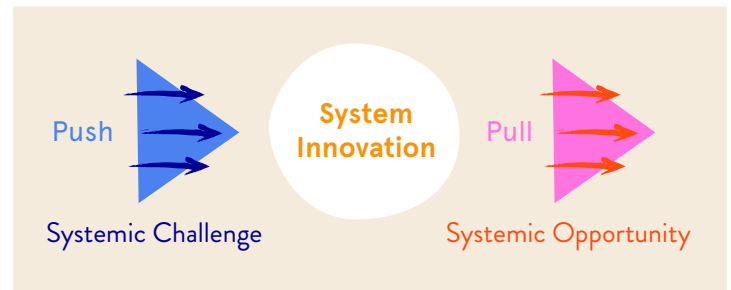 System
Innovation
Push
Pull
Systemic Challenge
Systemic Opportunity